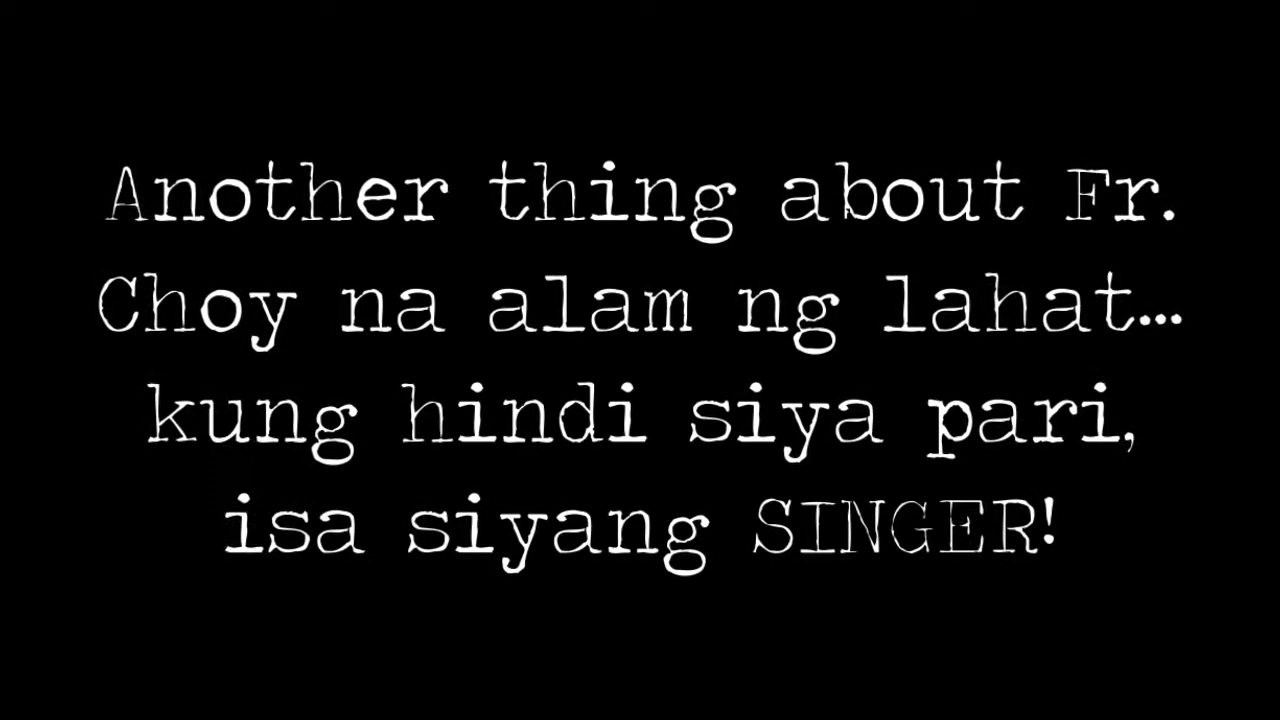 Another thing about Fr.
Choy na alam ng lahat...
kung hindi siya pari,
isa siyang SINGER!